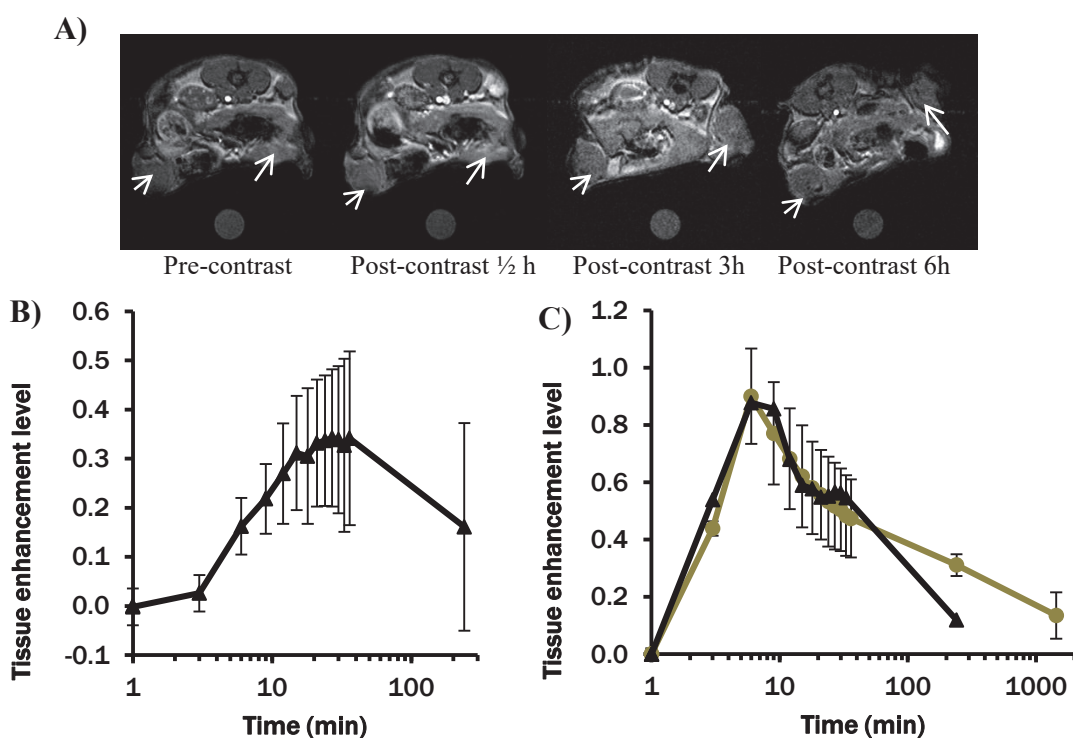 A)
Pre-contrast Post-contrast ½ h Post-contrast 3h Post-contrast 6h
B)
Tissue enhancement level
0.6
0.5
0.4
0.3
0.2
0.1
0.0
-0.1
1 10 100
Time (min)
C)
Tissue enhancement level
1.2
1.0
0.8
0.6
0.4
0.2
0.0
1 10 100 1000
Time (min)